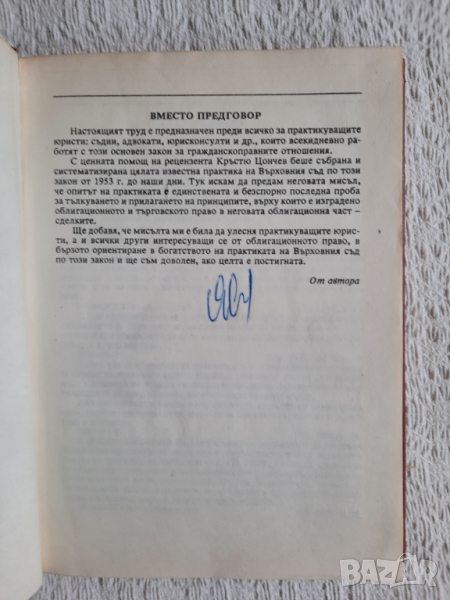 ВМЕСТО ПРЕДГОВОР
Настоящият труд е предназначен преди всичко за практикуващите
юристи; съдии, адвокати, юрисконсулти и др., които всекидневно ра-
ботят с този основен закон за гражданскоправните отношения.
С ценната помощ на рецензента Кръстю Цончев беше събрана и
систематизирана цялата известна практика на Върховния съд по този
закон от 1953 г. до наши дни. Тук искам да предам неговата мисъл,
че опитът на практиката е единствената и безспорно последна проба
за тълкуването и прилагането на принципите, върху които е изградено
облигационното и търговското право в неговата облигационна част –
сделките.
Ще добавя, че мисълта ми е била да улесня практикуващите юрис-
ти, а и всички други интересуващи се от облигационното право, в
бързото ориентиране в богатството на практиката на Върховния съд
по този закон и ще съм доволен, ако целта е постигната.
От автора
bazar.bg